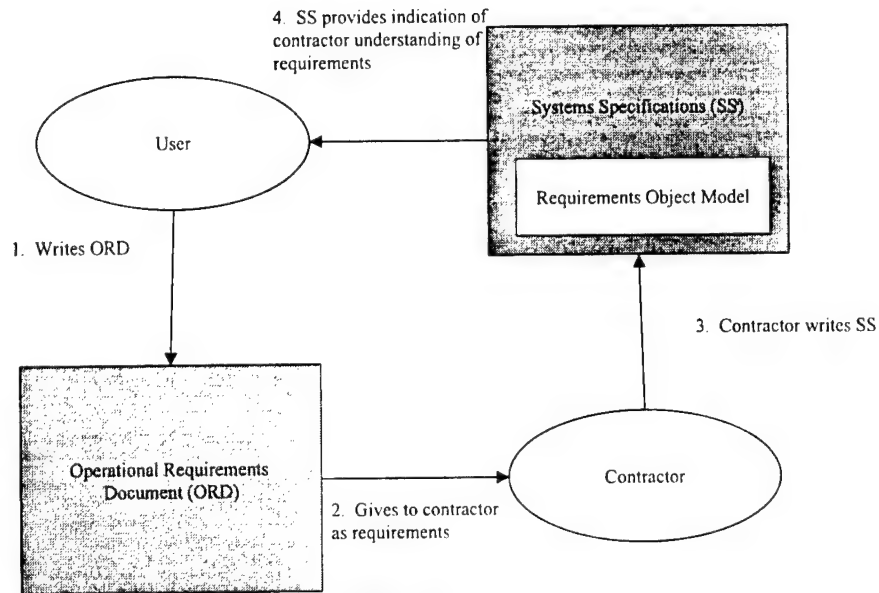 4. SS provides indication of
contractor understanding of
requirements
Systems Specifications (SS)
User
Requirements Object Model
1. Writes ORD
3. Contractor writes SS
Operational Requirements
Document (ORD)
Contractor
2. Gives to contractor
as requirements